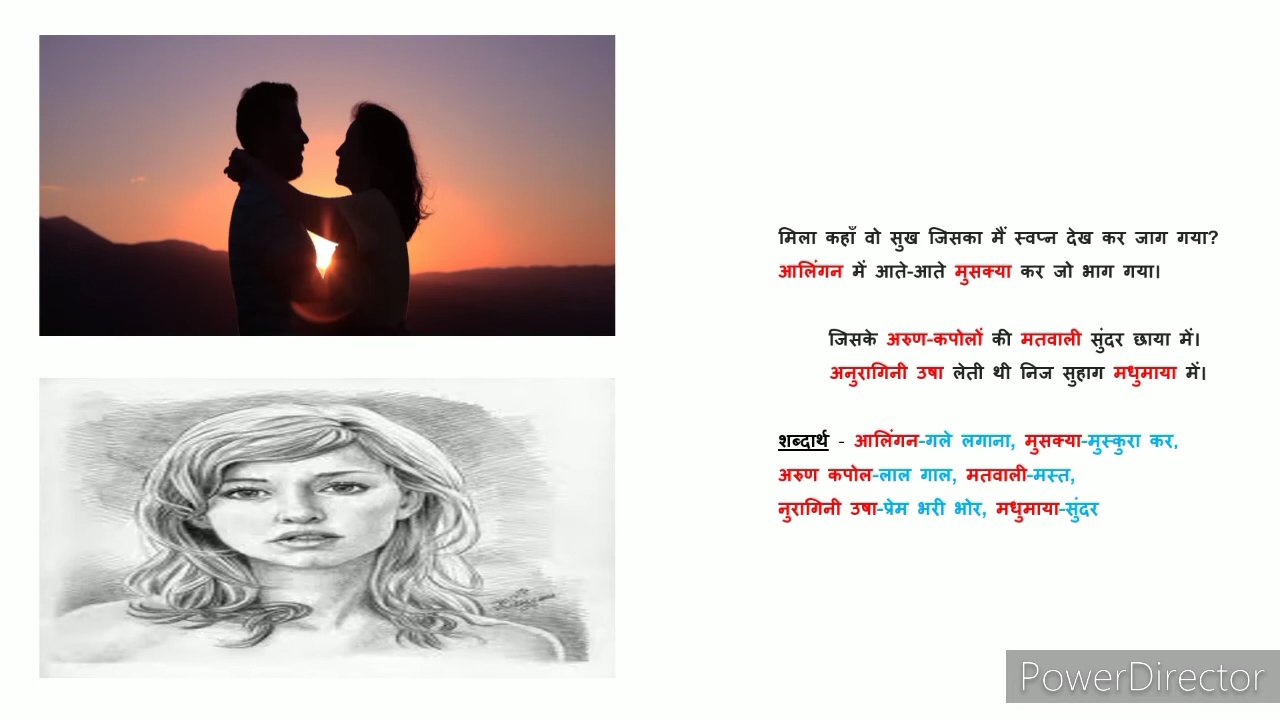 मिला कहाँ वो सुख जिसका मैं स्वप्न देख कर जाग गया?
आलिंगन में आते-आते मुसक्या कर जो भाग गया।
जिसके अरुण-कपोलों की मतवाली सुंदर छाया में।
अनुरागिनी उषा लेती थी निज सुहाग मधुमाया में।
शब्दार्थ - आलिंगन-गले लगाना, मुसक्या-मुस्कुरा कर,
अरुण कपोल-लाल गाल, मतवाली-मस्त,
नुरागिनी उषा-प्रेम भरी भोर, मधुमाया-सुंदर
PowerDirector